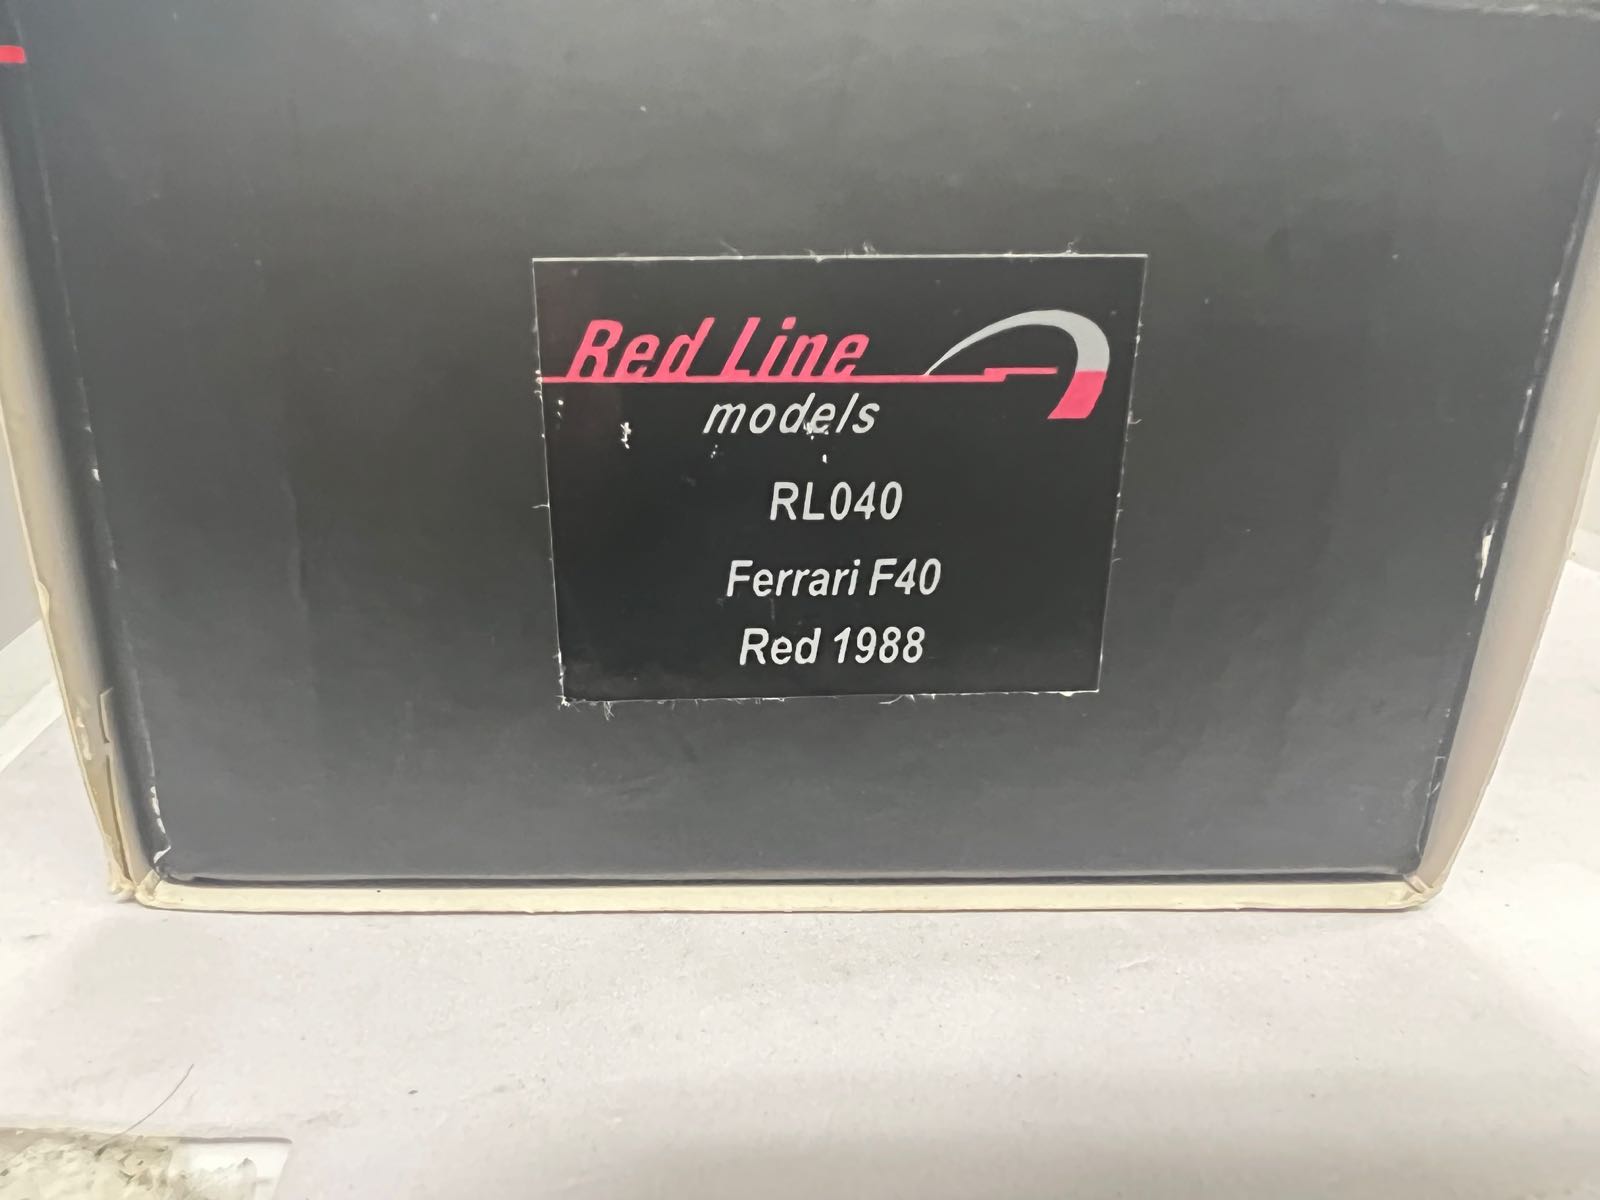 Red Line
models
RL040
Ferrari F40
Red 1988